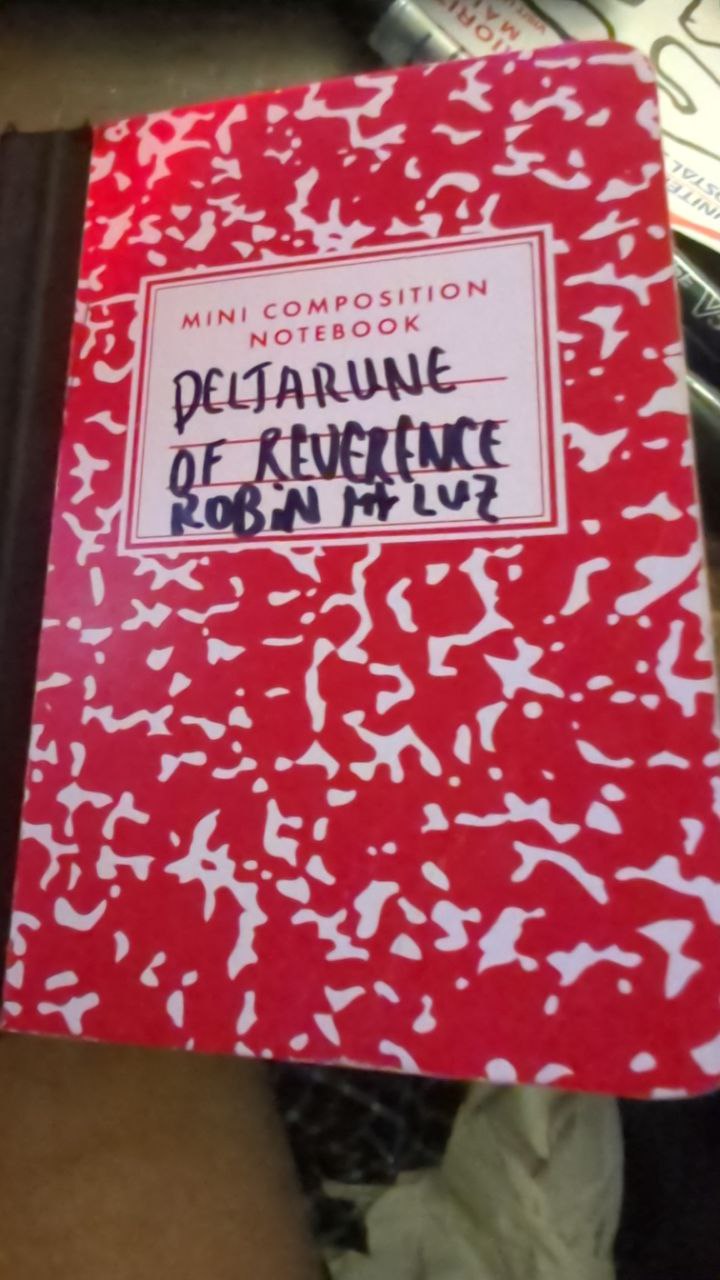 MINI COMPOSITION
NOTEBOOK
DELTARUNE
OF REVERENCE
ROBIN LUZ